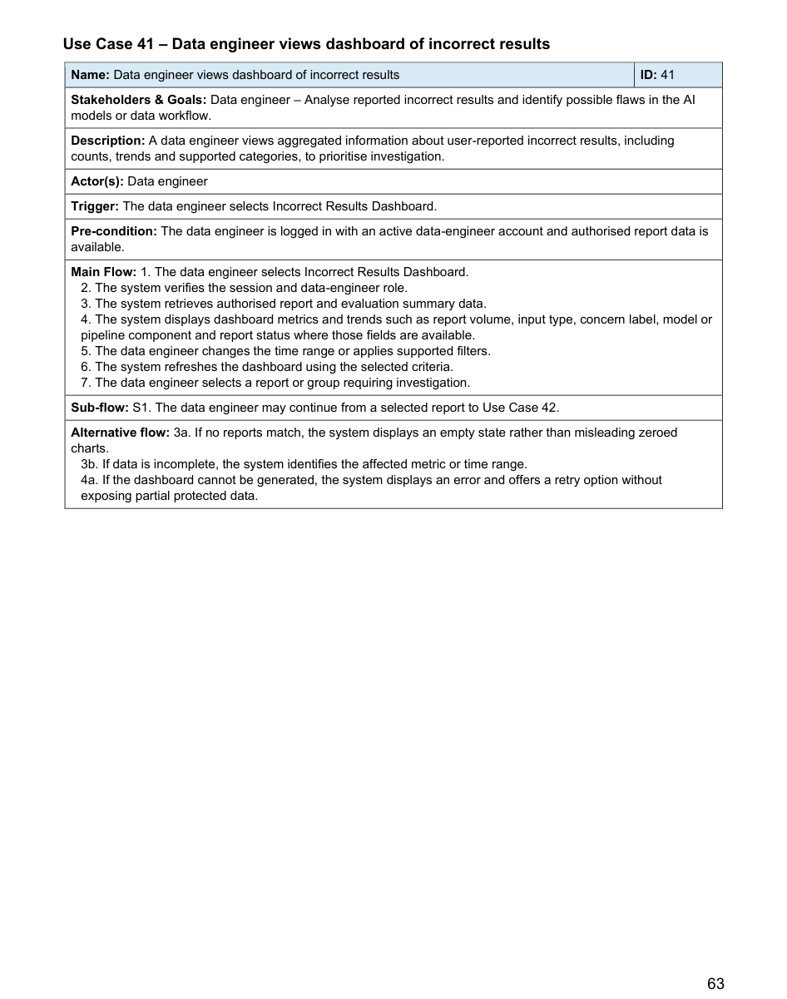 Use Case 41 – Data engineer views dashboard of incorrect results
Name: Data engineer views dashboard of incorrect results
ID: 41
Stakeholders & Goals: Data engineer – Analyse reported incorrect results and identify possible flaws in the AI
models or data workflow.
Description: A data engineer views aggregated information about user-reported incorrect results, including
counts, trends and supported categories, to prioritise investigation.
Actor(s): Data engineer
Trigger: The data engineer selects Incorrect Results Dashboard.
Pre-condition: The data engineer is logged in with an active data-engineer account and authorised report data is
available.
Main Flow: 1. The data engineer selects Incorrect Results Dashboard.
2. The system verifies the session and data-engineer role.
3. The system retrieves authorised report and evaluation summary data.
4. The system displays dashboard metrics and trends such as report volume, input type, concern label, model or
pipeline component and report status where those fields are available.
5. The data engineer changes the time range or applies supported filters.
6. The system refreshes the dashboard using the selected criteria.
7. The data engineer selects a report or group requiring investigation.
Sub-flow: S1. The data engineer may continue from a selected report to Use Case 42.
Alternative flow: 3a. If no reports match, the system displays an empty state rather than misleading zeroed
charts.
3b. If data is incomplete, the system identifies the affected metric or time range.
4a. If the dashboard cannot be generated, the system displays an error and offers a retry option without
exposing partial protected data.
63